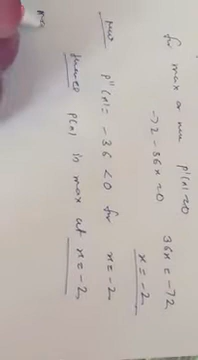 for max or min p'(x)=0
-72-36x=0
36x=-72
x=-2
Now p''(x)=-36<0 for x=-2
Hence p(x) is max at x=-2